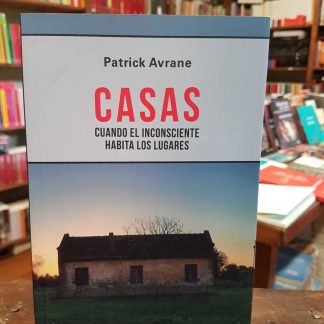 Patrick Avrane
CASAS
CUANDO EL INCONSCIENTE
HABITA LOS LUGARES